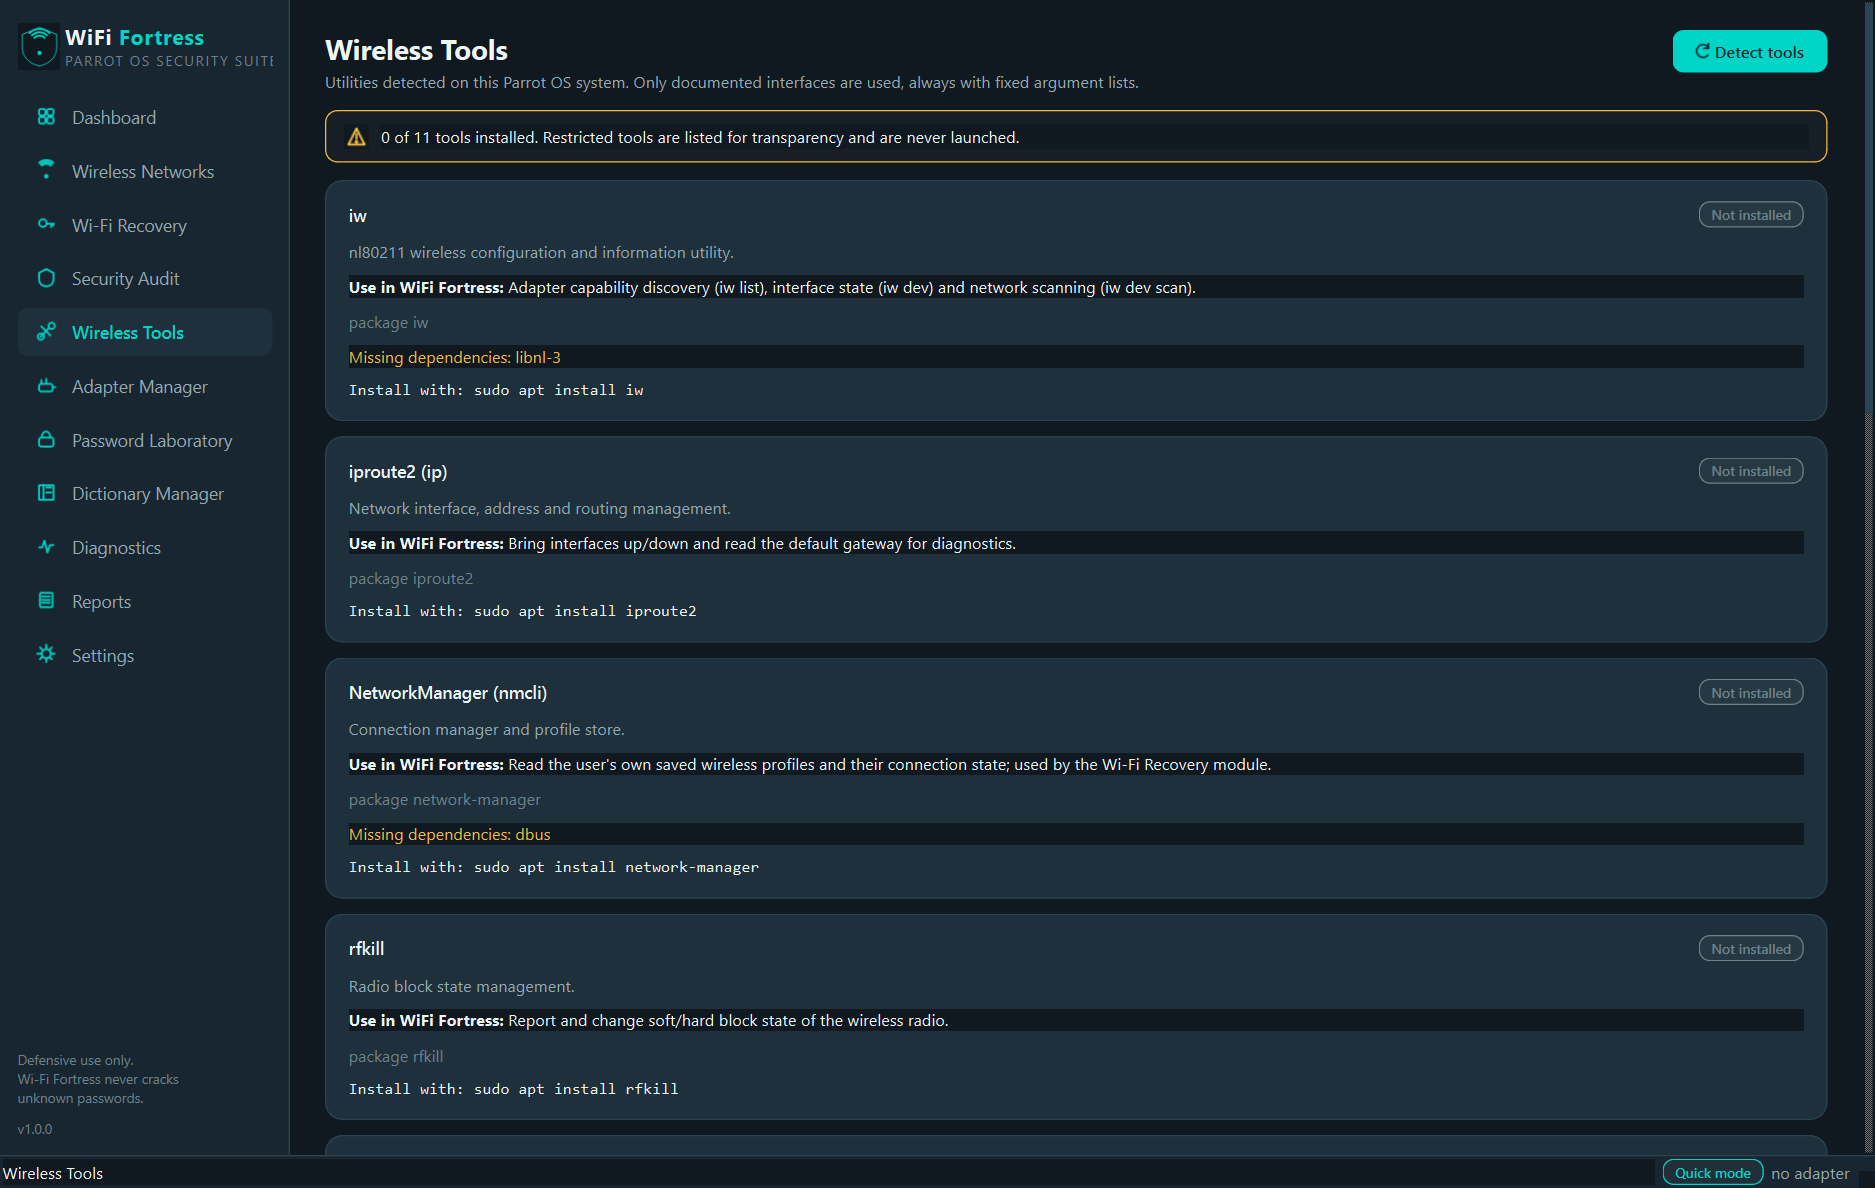 WiFi Fortress
PARROT OS SECURITY SUITE
Dashboard
Wireless Networks
Wi-Fi Recovery
Security Audit
Wireless Tools
Adapter Manager
Password Laboratory
Dictionary Manager
Diagnostics
Reports
Settings
Defensive use only.
Wi-Fi Fortress never cracks
unknown passwords.
v1.0.0
Wireless Tools
Detect tools
Utilities detected on this Parrot OS system. Only documented interfaces are used, always with fixed argument lists.
0 of 11 tools installed. Restricted tools are listed for transparency and are never launched.
iw
Not installed
nl80211 wireless configuration and information utility.
Use in WiFi Fortress: Adapter capability discovery (iw list), interface state (iw dev) and network scanning (iw dev scan).
package iw
Missing dependencies: libnl-3
Install with: sudo apt install iw
iproute2 (ip)
Not installed
Network interface, address and routing management.
Use in WiFi Fortress: Bring interfaces up/down and read the default gateway for diagnostics.
package iproute2
Install with: sudo apt install iproute2
NetworkManager (nmcli)
Not installed
Connection manager and profile store.
Use in WiFi Fortress: Read the user's own saved wireless profiles and their connection state; used by the Wi-Fi Recovery module.
package network-manager
Missing dependencies: dbus
Install with: sudo apt install network-manager
rfkill
Not installed
Radio block state management.
Use in WiFi Fortress: Report and change soft/hard block state of the wireless radio.
package rfkill
Install with: sudo apt install rfkill
Wireless Tools
Quick mode
no adapter